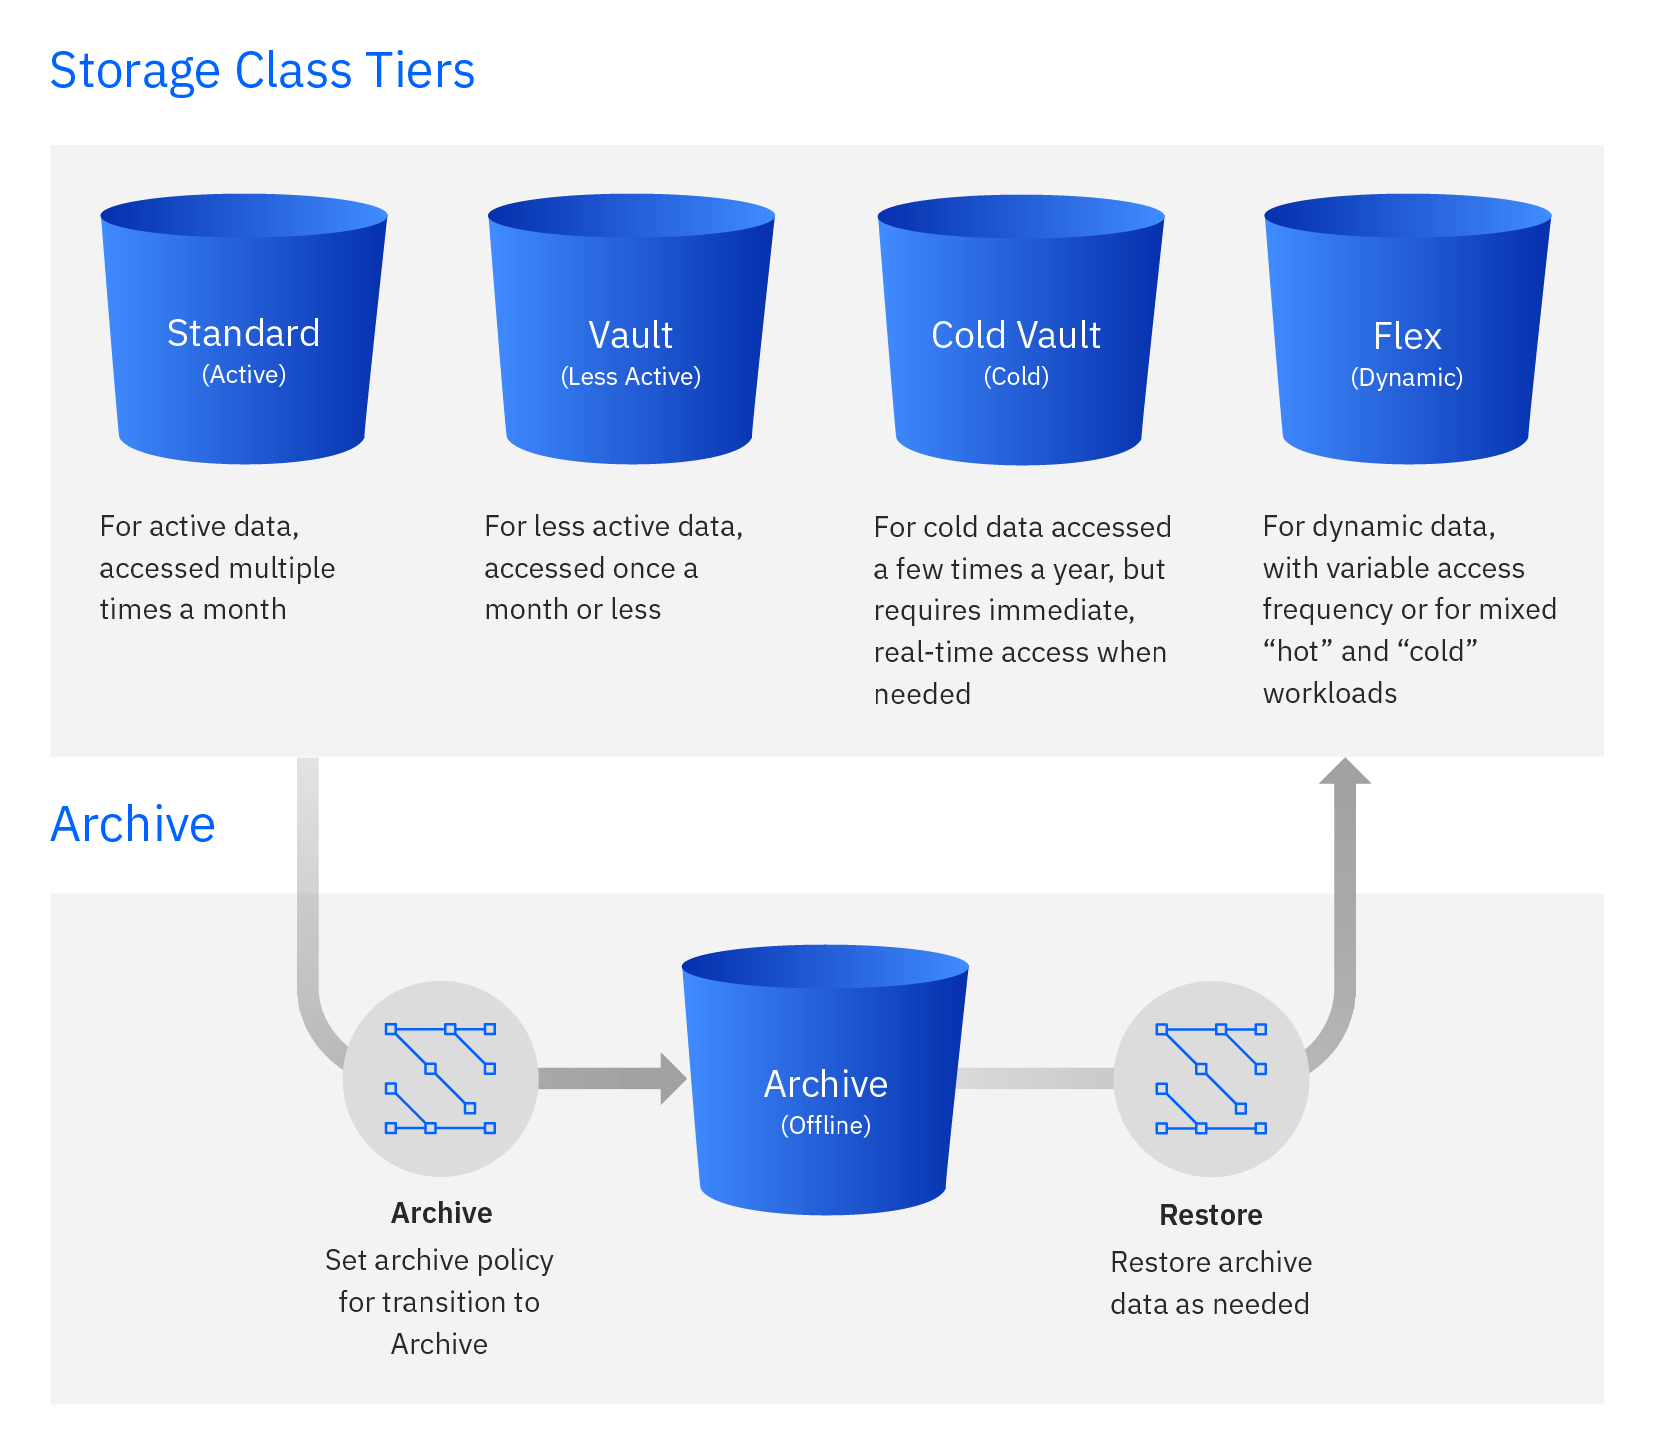 Storage Class Tiers
Standard
(Active)
For active data,
accessed multiple
times a month
Vault
(Less Active)
For less active data,
accessed once a
month or less
Cold Vault
(Cold)
For cold data accessed
a few times a year, but
requires immediate,
real-time access when
needed
Flex
(Dynamic)
For dynamic data,
with variable access
frequency or for mixed
“hot” and “cold”
workloads
Archive
Archive
Set archive policy
for transition to
Archive
Archive
(Offline)
Restore
Restore archive
data as needed